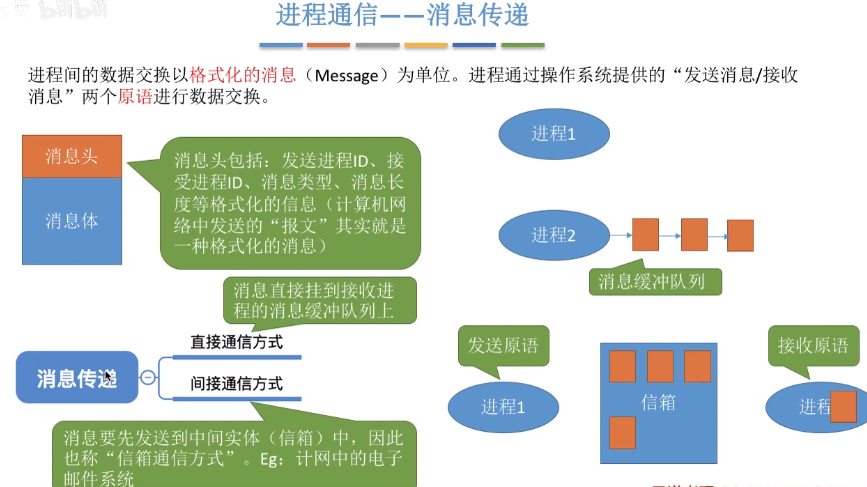 bilibili
进程通信——消息传递
进程间的数据交换以格式化的消息（Message）为单位。进程通过操作系统提供的“发送消息/接收
消息”两个原语进行数据交换。
消息头
消息体
消息头包括：发送进程ID、接
受进程ID、消息类型、消息长
度等格式化的信息（计算机网
络中发送的“报文”其实就是
一种格式化的消息）
进程1
进程2
消息缓冲队列
消息直接挂到接收进
程的消息缓冲队列上
直接通信方式
消息传递
间接通信方式
消息要先发送到中间实体（信箱）中，因此
也称“信箱通信方式”。Eg：计网中的电子
邮件系统
发送原语
进程1
信箱
接收原语
进程